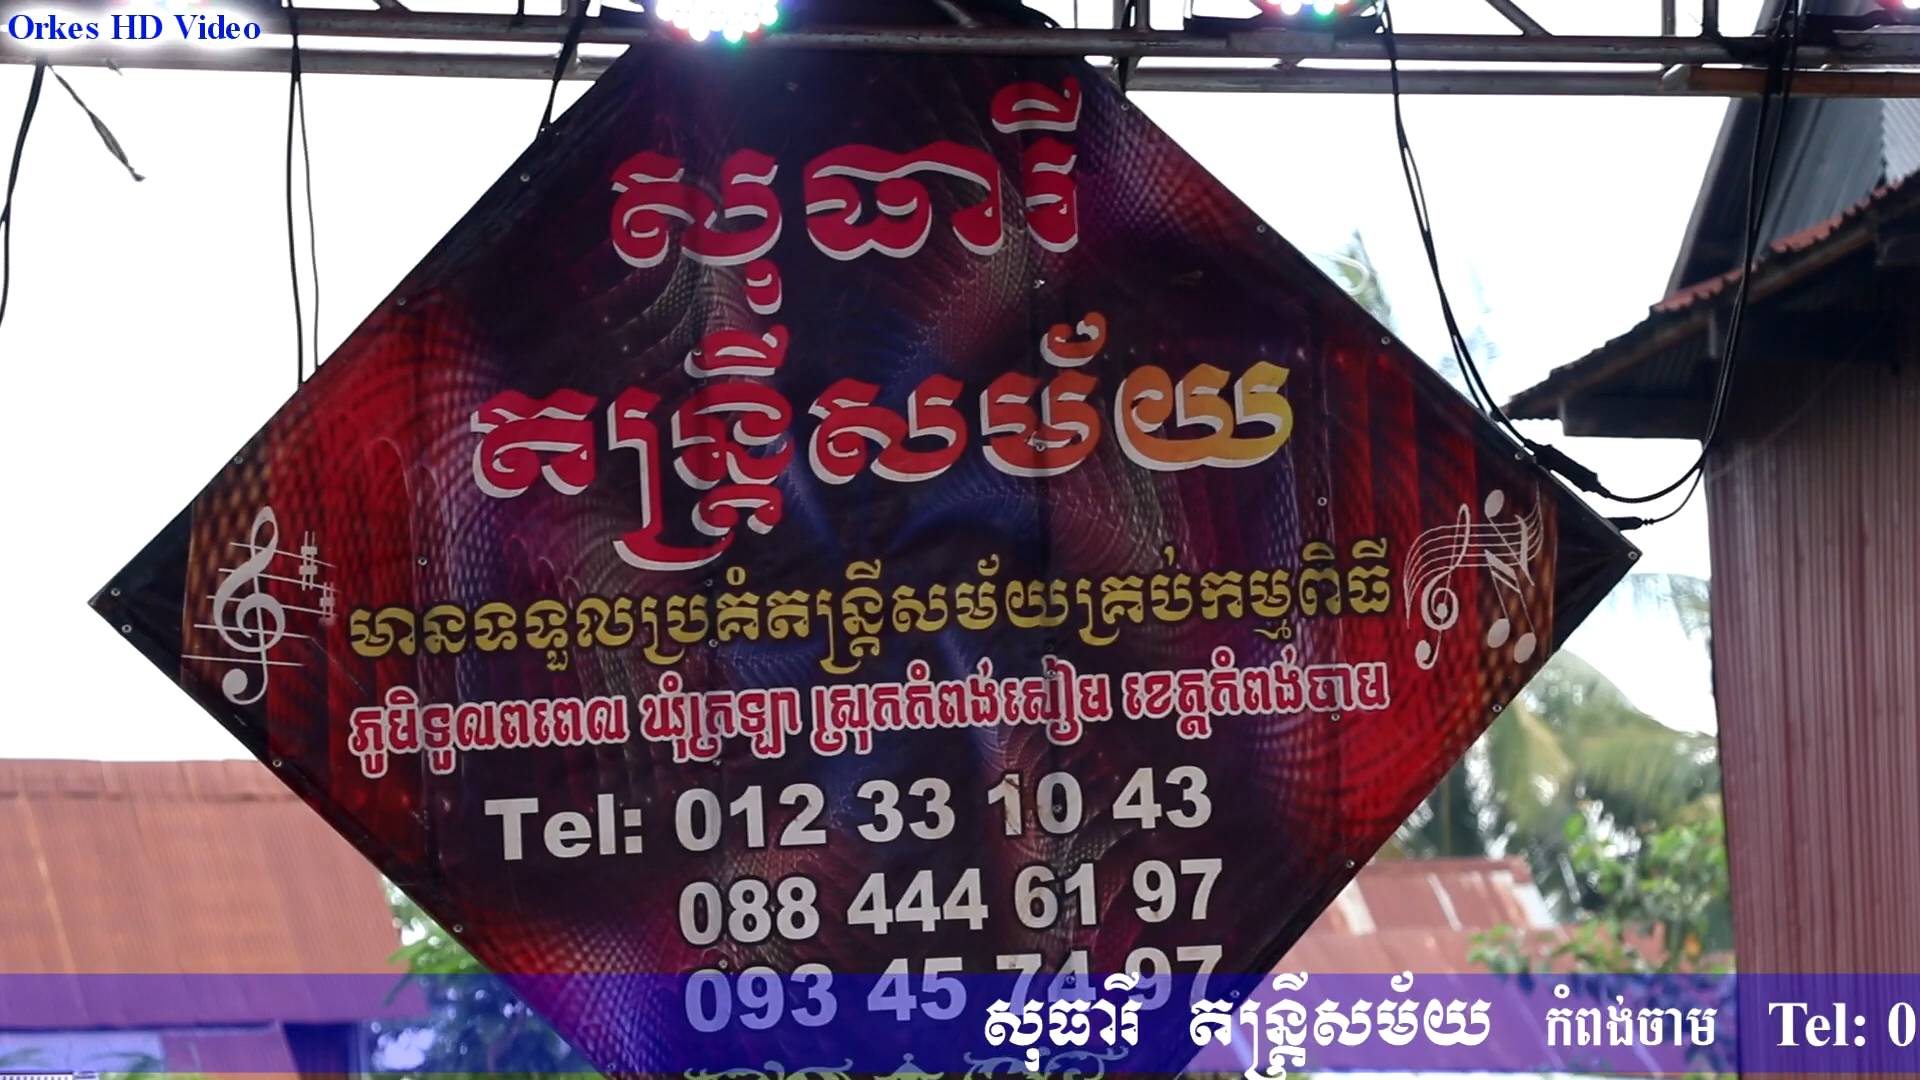 Orkes HD Video
សុធារី
តន្ត្រីសម័យ
មានទទួលប្រគំតន្ត្រីសម័យគ្រប់កម្មពិធី
ភូមិទួលពពេល ឃុំក្រឡា ស្រុកកំពង់សៀម ខេត្តកំពង់ចាម
Tel: 012 33 10 43
088 444 61 97
093 45 74 97
សុធារី តន្ត្រីសម័យ កំពង់ចាម Tel: 0